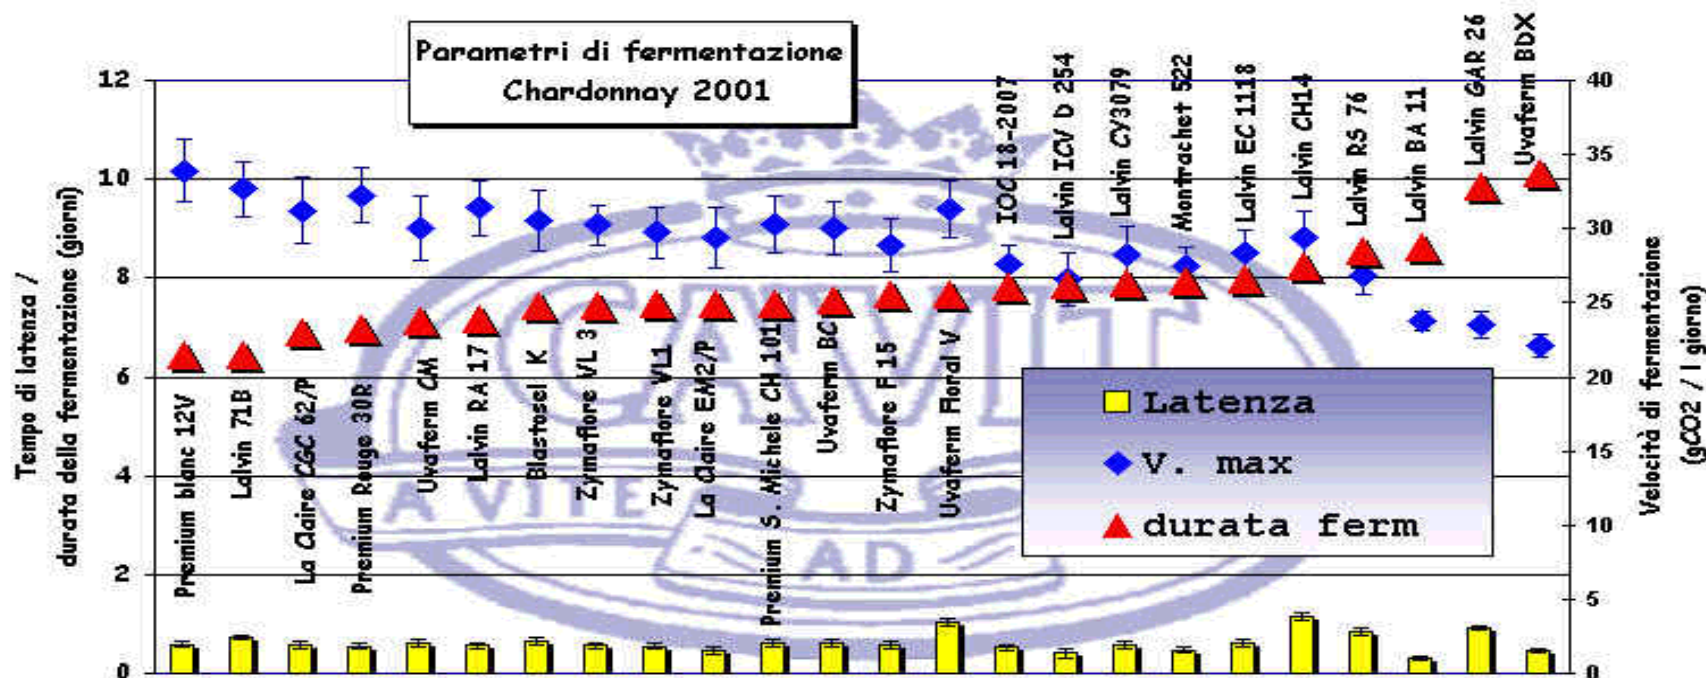 Parametri di fermentazione
Chardonnay 2001
Tempo di latenza /
durata della fermentazione (giorni)
12
10
8
6
4
2
0
Premium blanc 12V
Lalvin 71B
La Claire CGC 62/P
Premium Rouge 30R
Uvaferm CM
Lalvin RA 17
Blastosel K
Zymaflore VL 3
Zymaflore VL1
La Claire EM2/P
Premium S. Michele CH 101
Uvaferm BC
Zymaflore F 15
Uvaferm Floral V
IOC 18-2007
Lalvin ICV D 254
Lalvin CY3079
Montrachet 522
Lalvin EC 1118
Lalvin CH14
Lalvin RS 76
Lalvin BA 11
Lalvin GAR 26
Uvaferm BDX
CAVIT
A VITE
AD
Latenza
V. max
durata ferm
40
35
30
25
20
15
10
5
0
Velocità di fermentazione
(gCO2 / l giorno)